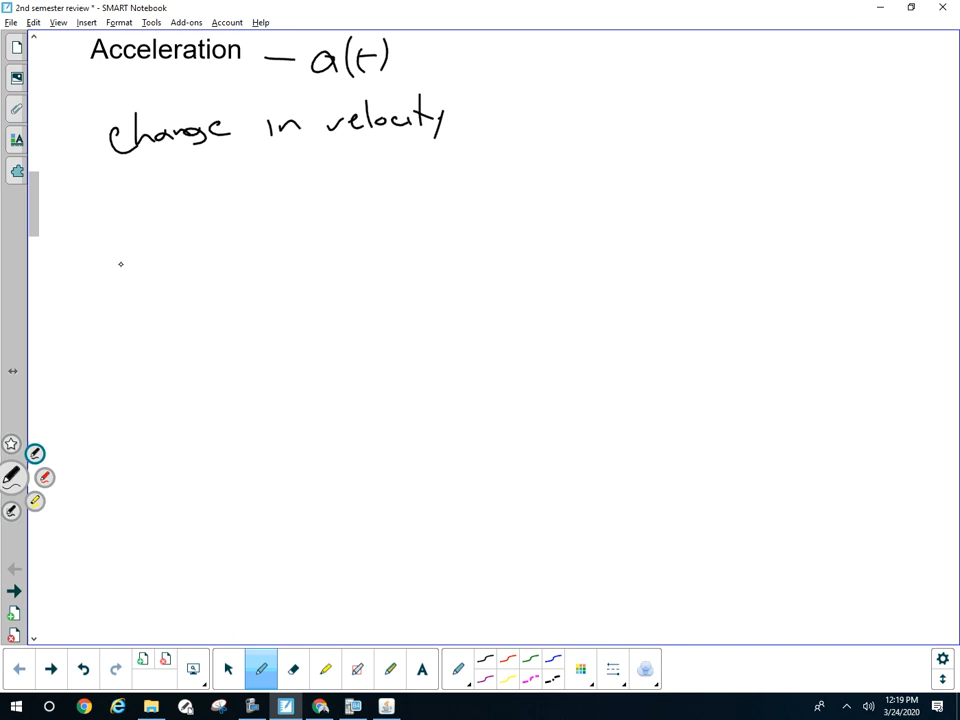 2nd semester review * - SMART Notebook
File Edit View Insert Format Tools Add-ons Account Help
Acceleration — a(t)
change in velocity
A
12:19 PM
3/24/2020